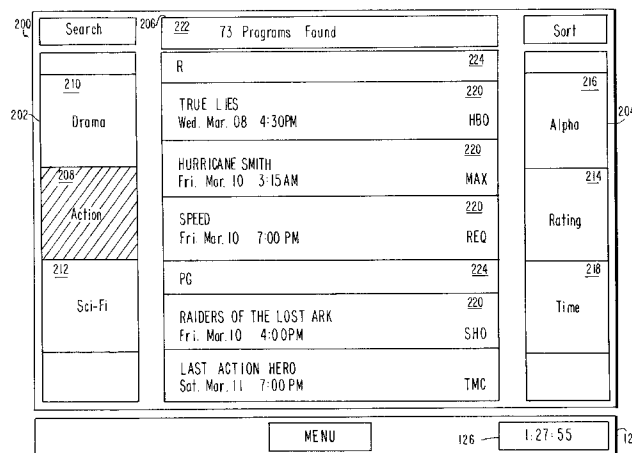 200
Search
206
222 73 Programs Found
Sort
R 224
202
210
Drama
220
TRUE LIES
Wed. Mar. 08 4:30PM HBO
216
Alpha
204
208
Action
220
HURRICANE SMITH
Fri. Mar. 10 3:15AM MAX
214
Rating
220
SPEED
Fri. Mar. 10 7:00 PM REQ
212
Sci-Fi
PG 224
218
Time
220
RAIDERS OF THE LOST ARK
Fri. Mar. 10 4:00PM SHO
LAST ACTION HERO
Sat. Mar. 11 7:00 PM TMC
MENU
126
1:27:55